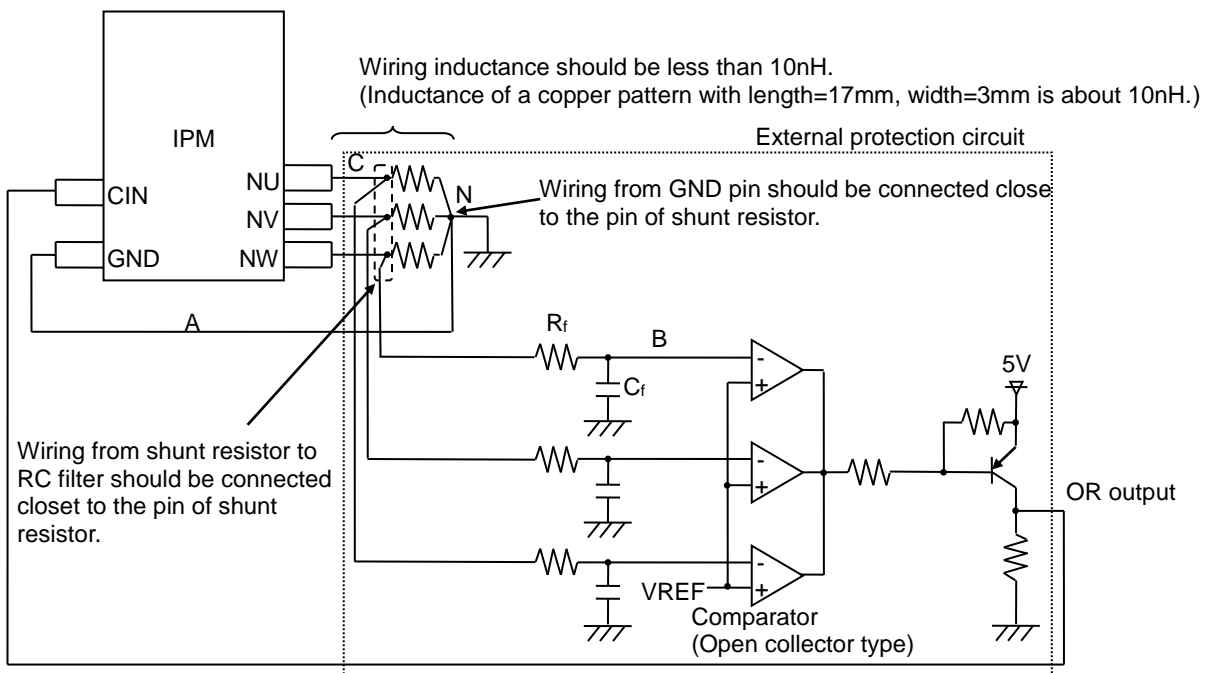 Wiring inductance should be less than 10nH.
(Inductance of a copper pattern with length=17mm, width=3mm is about 10nH.)
External protection circuit
IPM
C
NU
N
Wiring from GND pin should be connected close
to the pin of shunt resistor.
CIN
NV
GND
NW
A
Rf
B
5V
Cf
Wiring from shunt resistor to
RC filter should be connected
closet to the pin of shunt
resistor.
-
+
-
+
OR output
-
+
VREF
Comparator
(Open collector type)